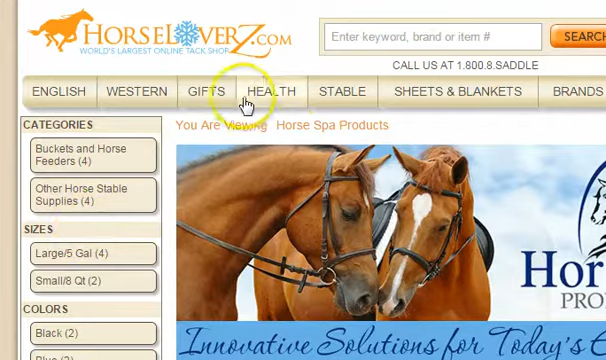 HORSELOVERZ.COM
WORLD'S LARGEST ONLINE TACK SHOP
Enter keyword, brand or item #
SEARCH
CALL US AT 1.800.8.SADDLE
ENGLISH WESTERN GIFTS HEALTH STABLE SHEETS & BLANKETS BRANDS
CATEGORIES
You Are Viewing Horse Spa Products
Buckets and Horse
Feeders (4)
Other Horse Stable
Supplies (4)
SIZES
Large/5 Gal (4)
Small/8 Qt (2)
COLORS
Black (2)
Hor
PRO
Innovative Solutions for Today's E